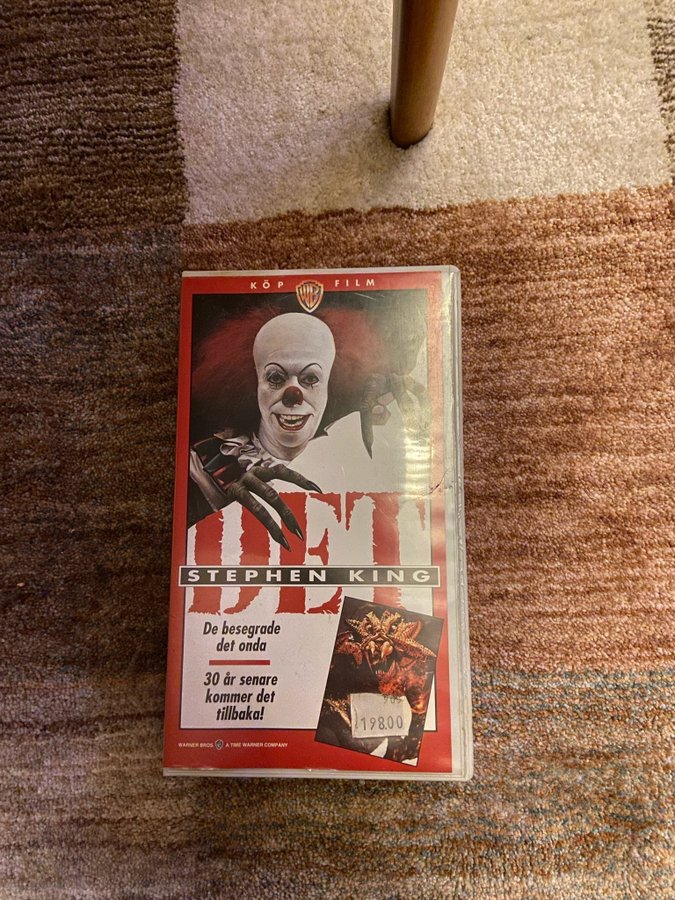 KÖP WB FILM
DET
STEPHEN KING
De besegrade
det onda
30 år senare
kommer det
tillbaka!
198.00
WARNER BROS. A TIME WARNER COMPANY